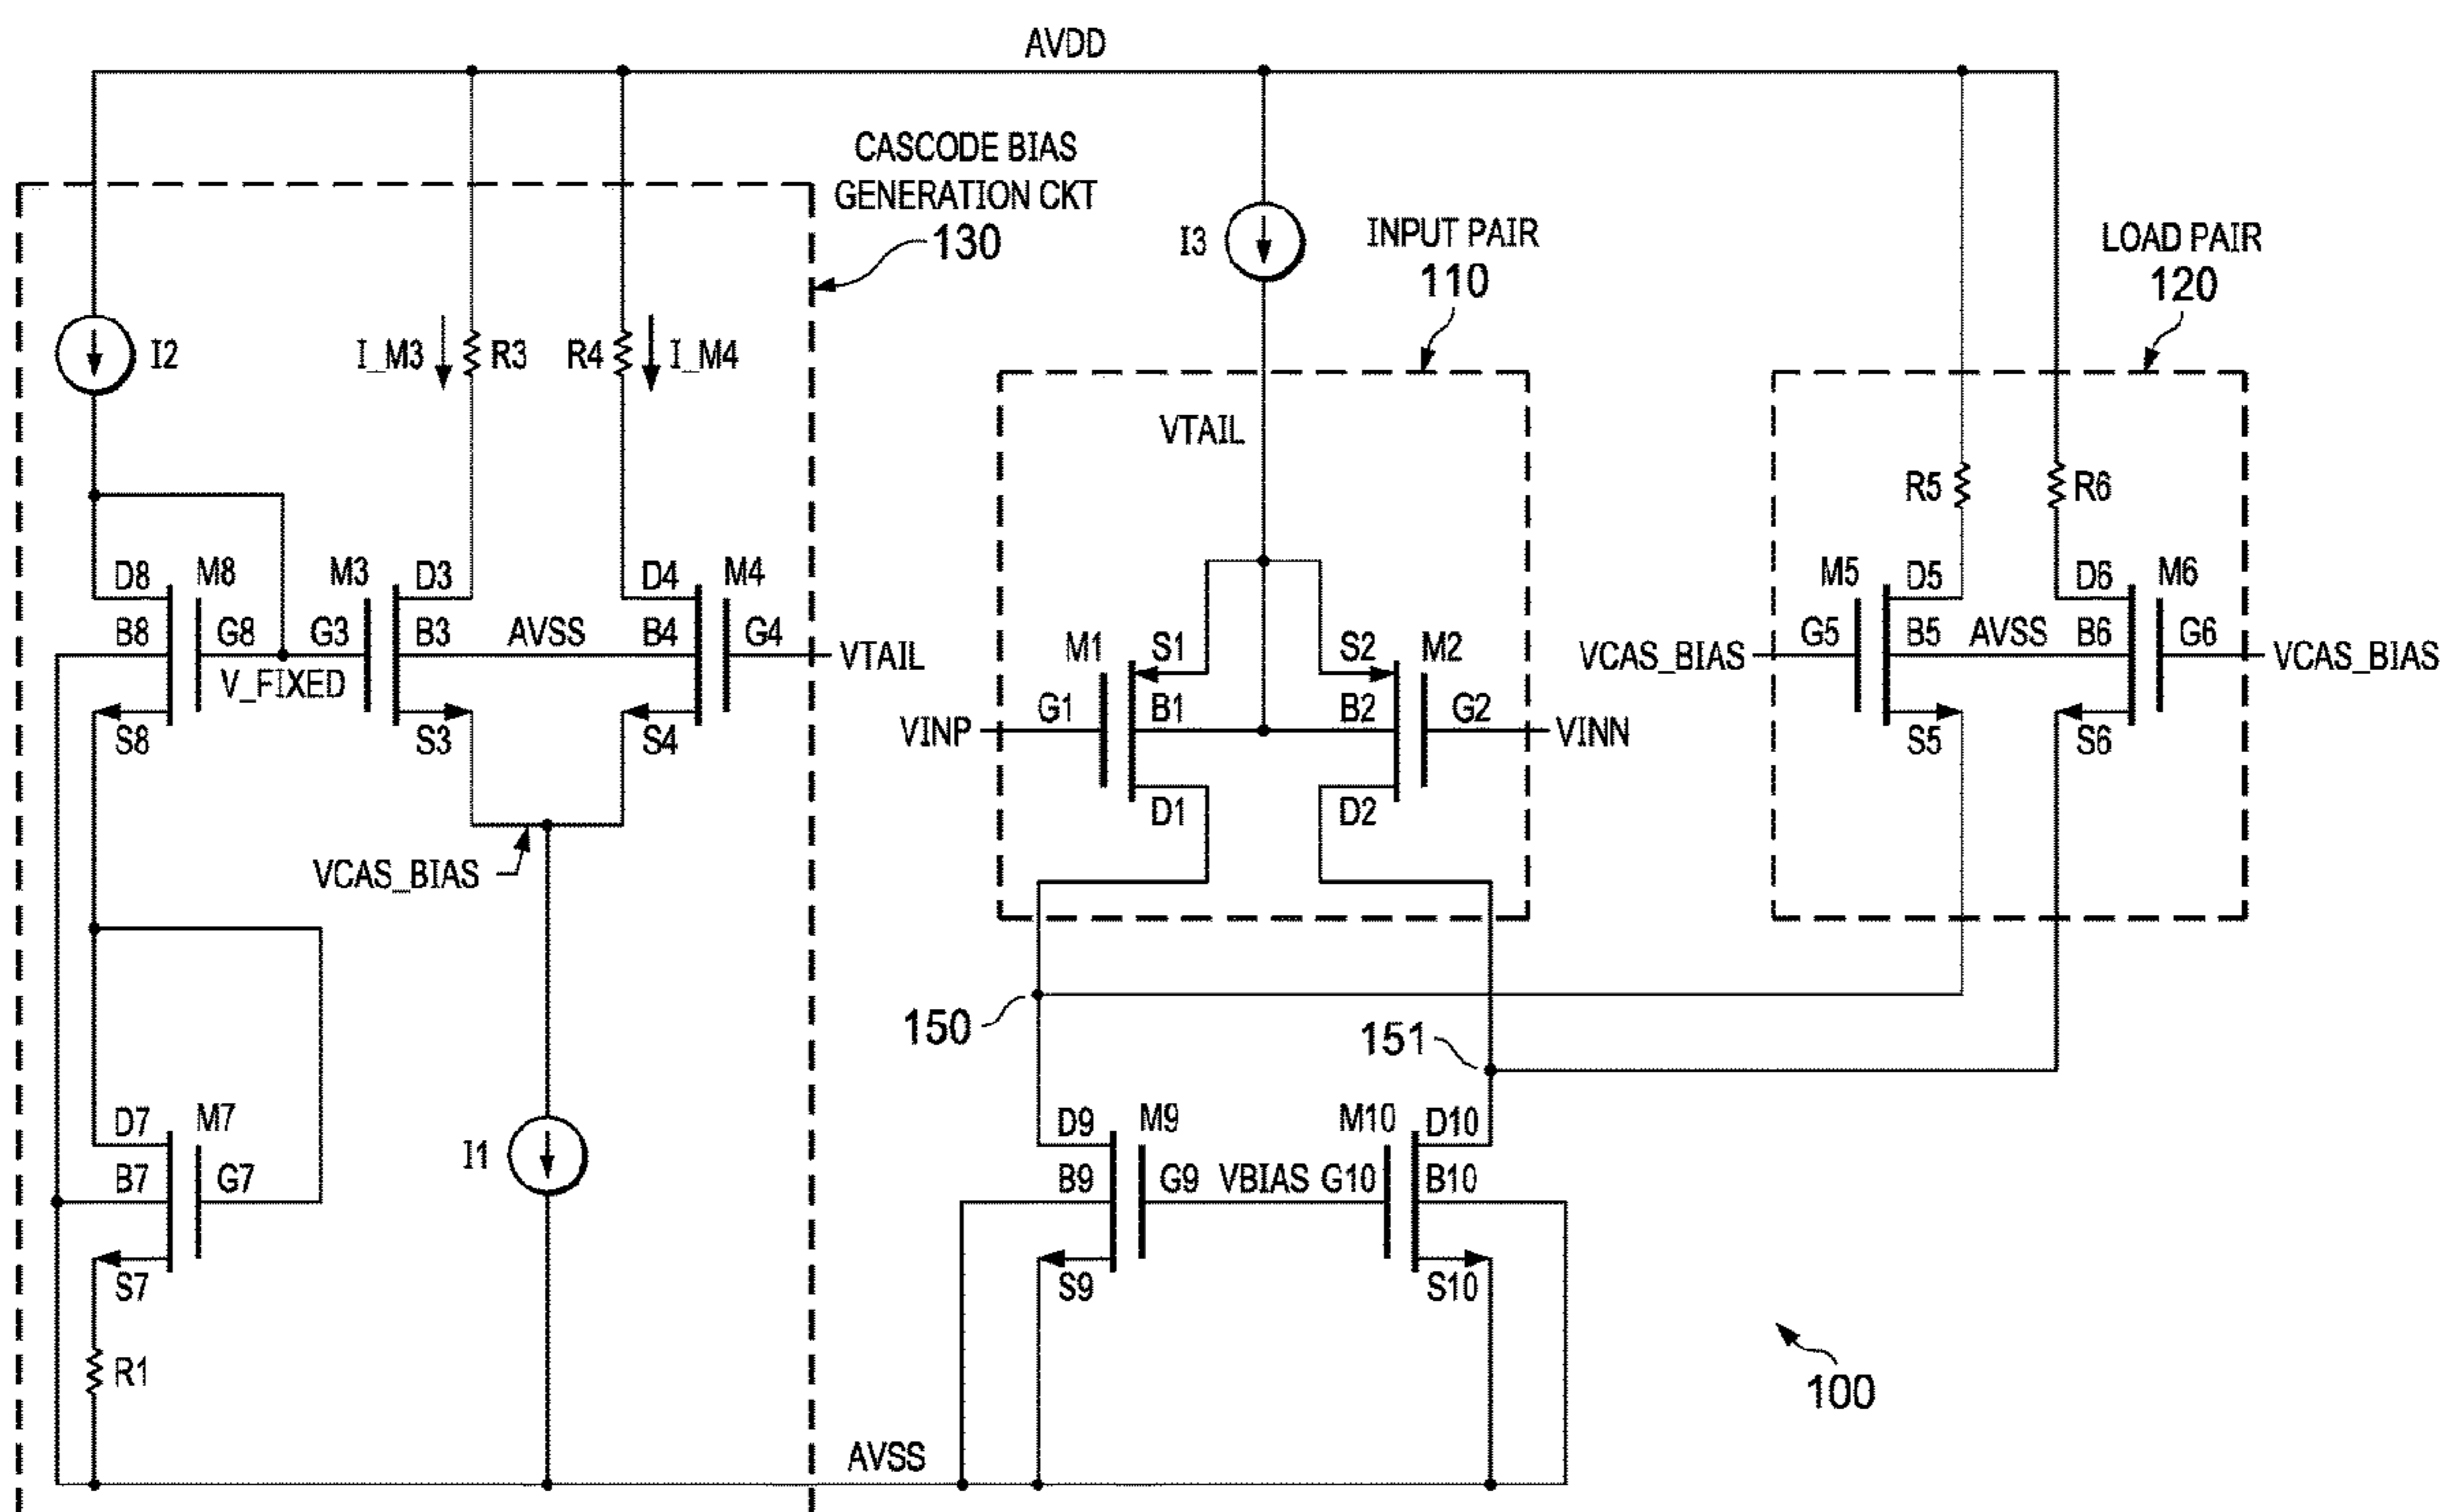 AVDD
CASCODE BIAS
GENERATION CKT
130
I3
INPUT PAIR
110
LOAD PAIR
120
I2
I_M3
R3
R4
I_M4
VTAIL
R5
R6
D8
M8
M3
D3
D4
M4
M5
D5
D6
M6
B8
G8
G3
B3
AVSS
B4
G4
VTAIL
V_FIXED
S8
S3
S4
M1
S1
S2
M2
VCAS_BIAS
G5
B5
AVSS
B6
G6
VCAS_BIAS
VINP
G1
B1
B2
G2
VINN
S5
S6
D1
D2
VCAS_BIAS
150
151
D7
M7
B7
G7
S7
I1
D9
M9
M10
D10
B9
G9
VBIAS
G10
B10
S9
S10
R1
100
AVSS